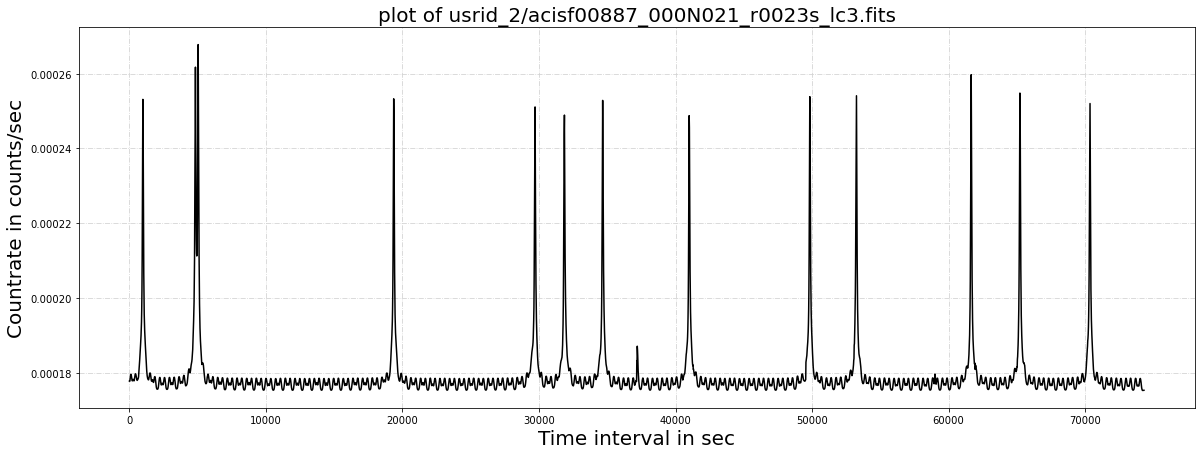 plot of usrid_2/acisf00887_000N021_r0023s_lc3.fits
Countrate in counts/sec
0.00026
0.00024
0.00022
0.00020
0.00018
0 10000 20000 30000 40000 50000 60000 70000
Time interval in sec